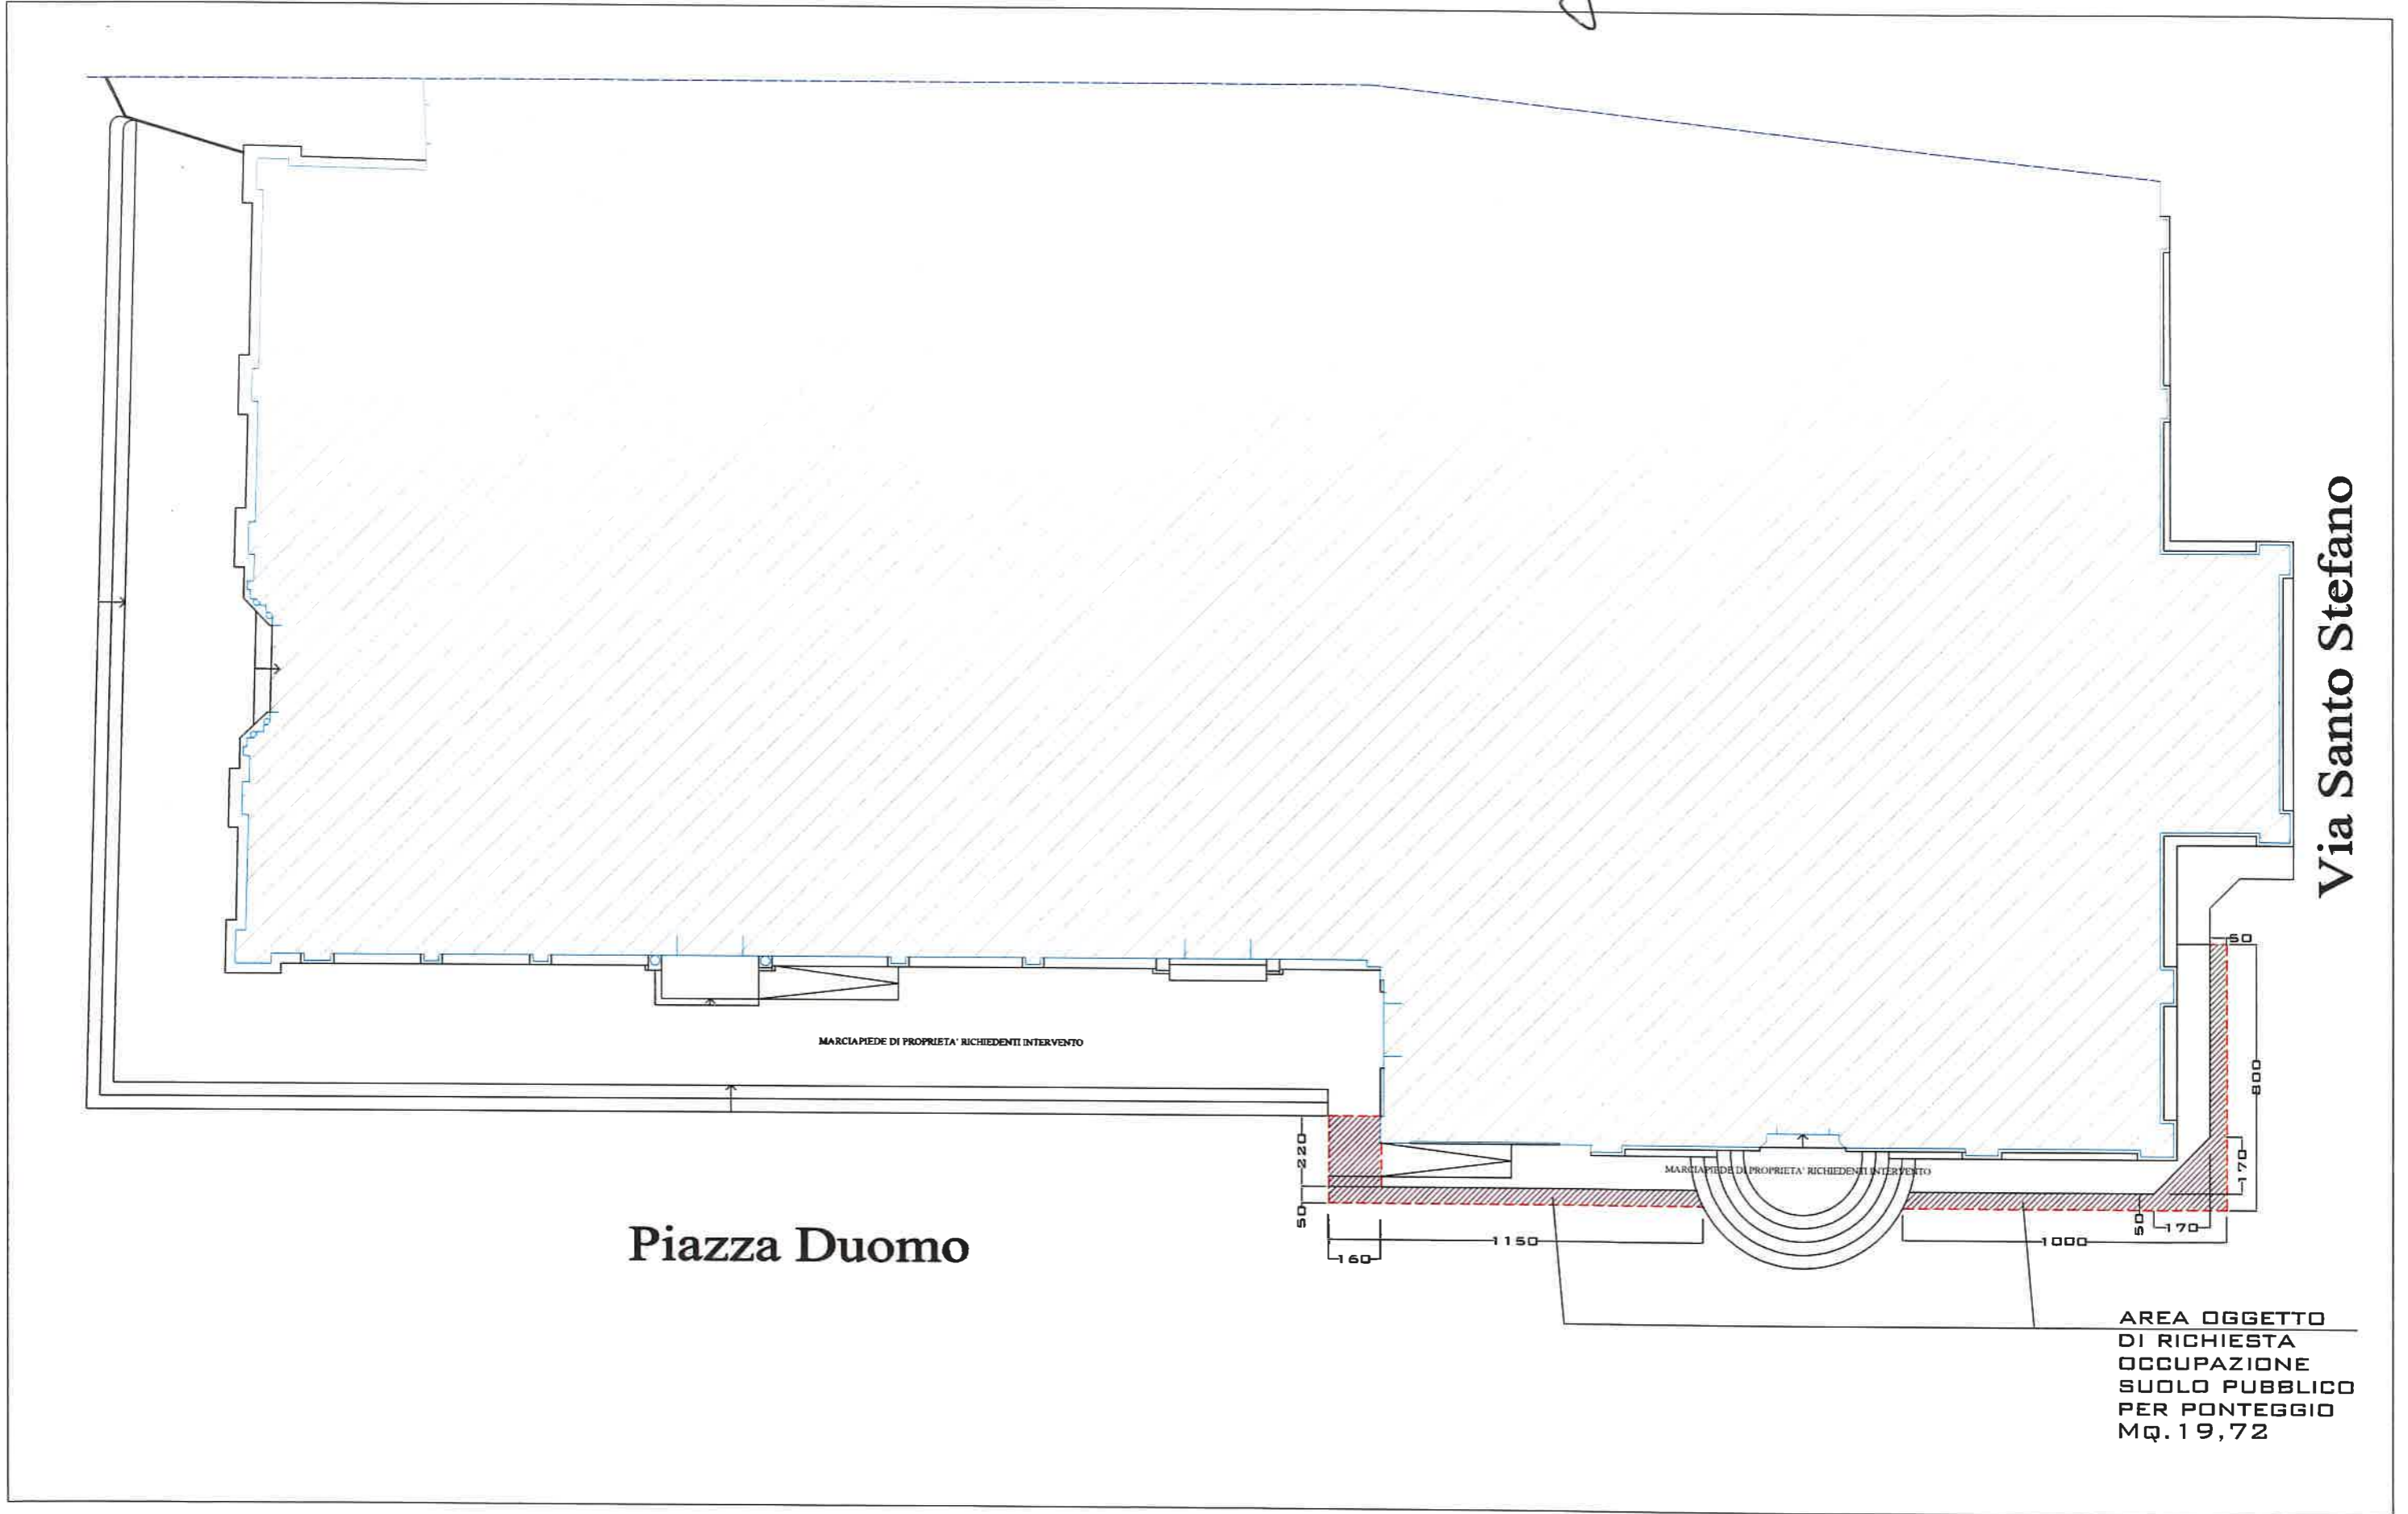 Via Santo Stefano
50
MARCIAPIEDE DI PROPRIETA' RICHIEDENTI INTERVENTO
800
220
170
MARCIAPIEDE DI PROPRIETA' RICHIEDENTI INTERVENTO
50
50
170
Piazza Duomo
1150
1000
160
AREA OGGETTO
DI RICHIESTA
OCCUPAZIONE
SUOLO PUBBLICO
PER PONTEGGIO
MQ.19,72